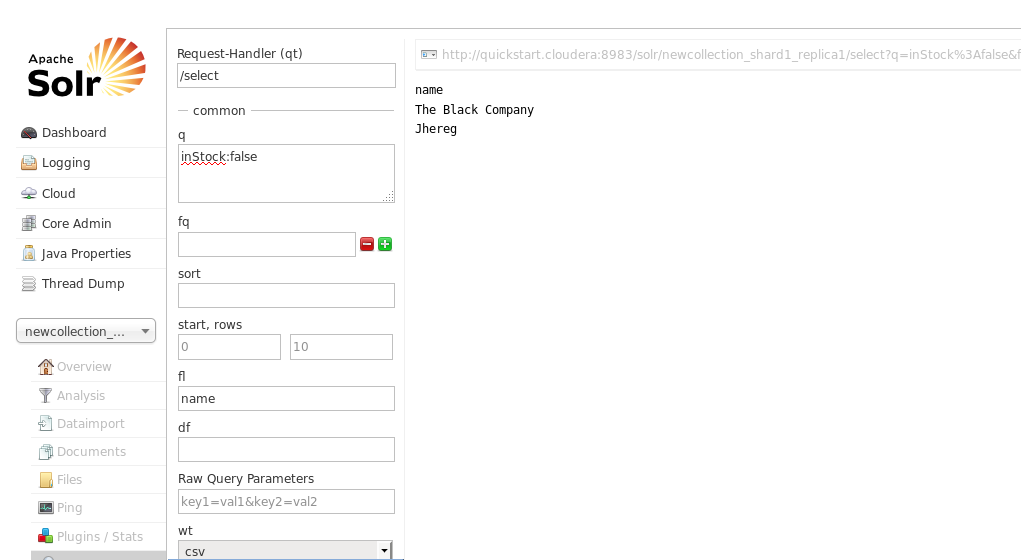 Apache
Solr
Dashboard
Logging
Cloud
Core Admin
Java Properties
Thread Dump
newcollection_...
Overview
Analysis
Dataimport
Documents
Files
Ping
Plugins / Stats
Request-Handler (qt)
/select
common
q
inStock:false
fq
sort
start, rows
0 10
fl
name
df
Raw Query Parameters
key1=val1&key2=val2
wt
csv
http://quickstart.cloudera:8983/solr/newcollection_shard1_replica1/select?q=inStock%3Afalse&f
name
The Black Company
Jhereg